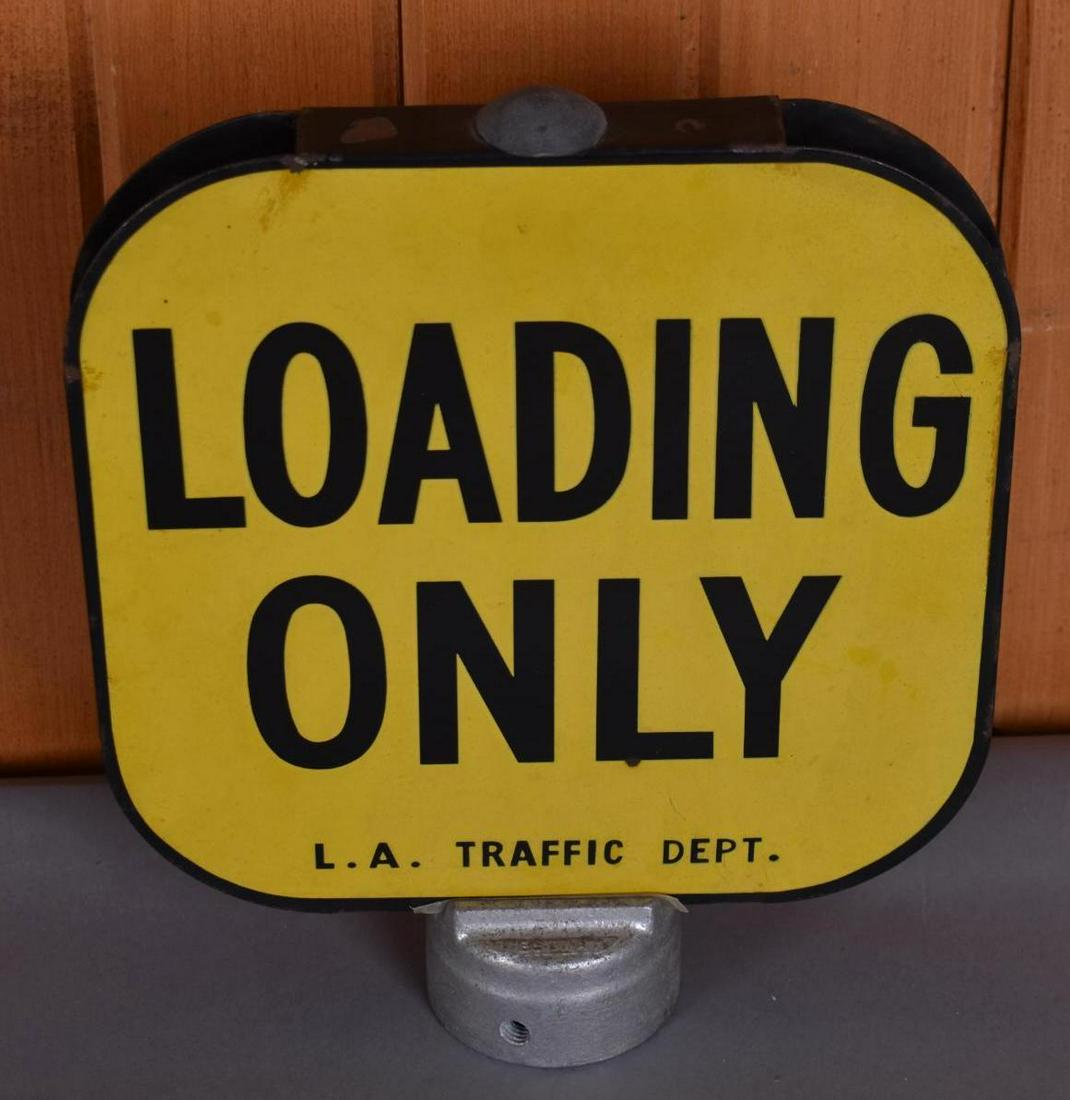 LOADING
ONLY
L.A. TRAFFIC DEPT.